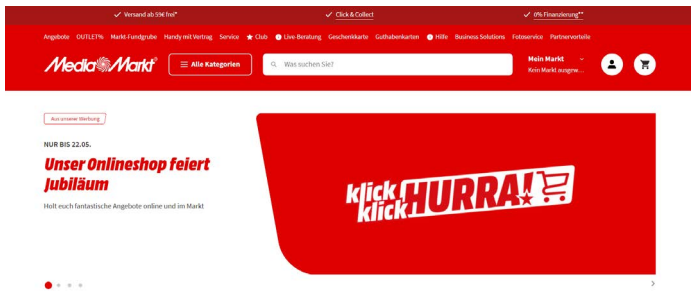 Versand ab 59€ frei*
Click & Collect
0% Finanzierung**
Angebote OUTLET% Markt-Fundgrube Handy mit Vertrag Service Club Live-Beratung Geschenkkarte Guthabenkarten Hilfe Business Solutions Fotoservice Partnervorteile
MediaMarkt
Alle Kategorien
Was suchen Sie?
Mein Markt
Kein Markt ausgew...
Aus unserer Werbung
NUR BIS 22.05.
Unser Onlineshop feiert
Jubiläum
Holt euch fantastische Angebote online und im Markt
klick
klick HURRA!